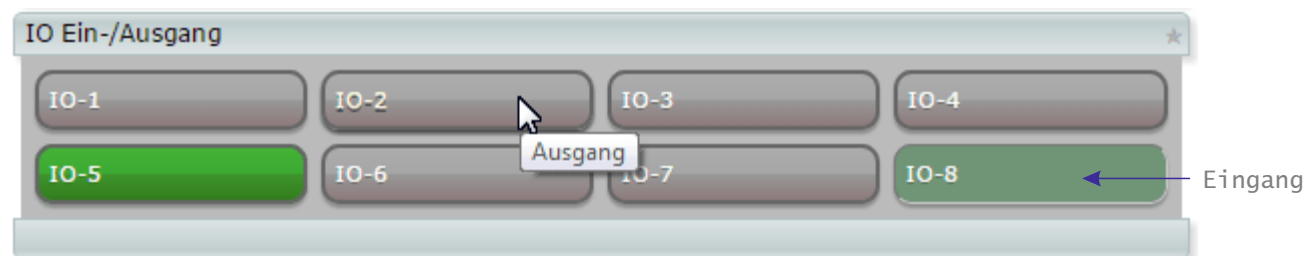 IO Ein-/Ausgang
IO-1 IO-2 IO-3 IO-4
Ausgang
IO-5 IO-6 IO-7 IO-8 Eingang